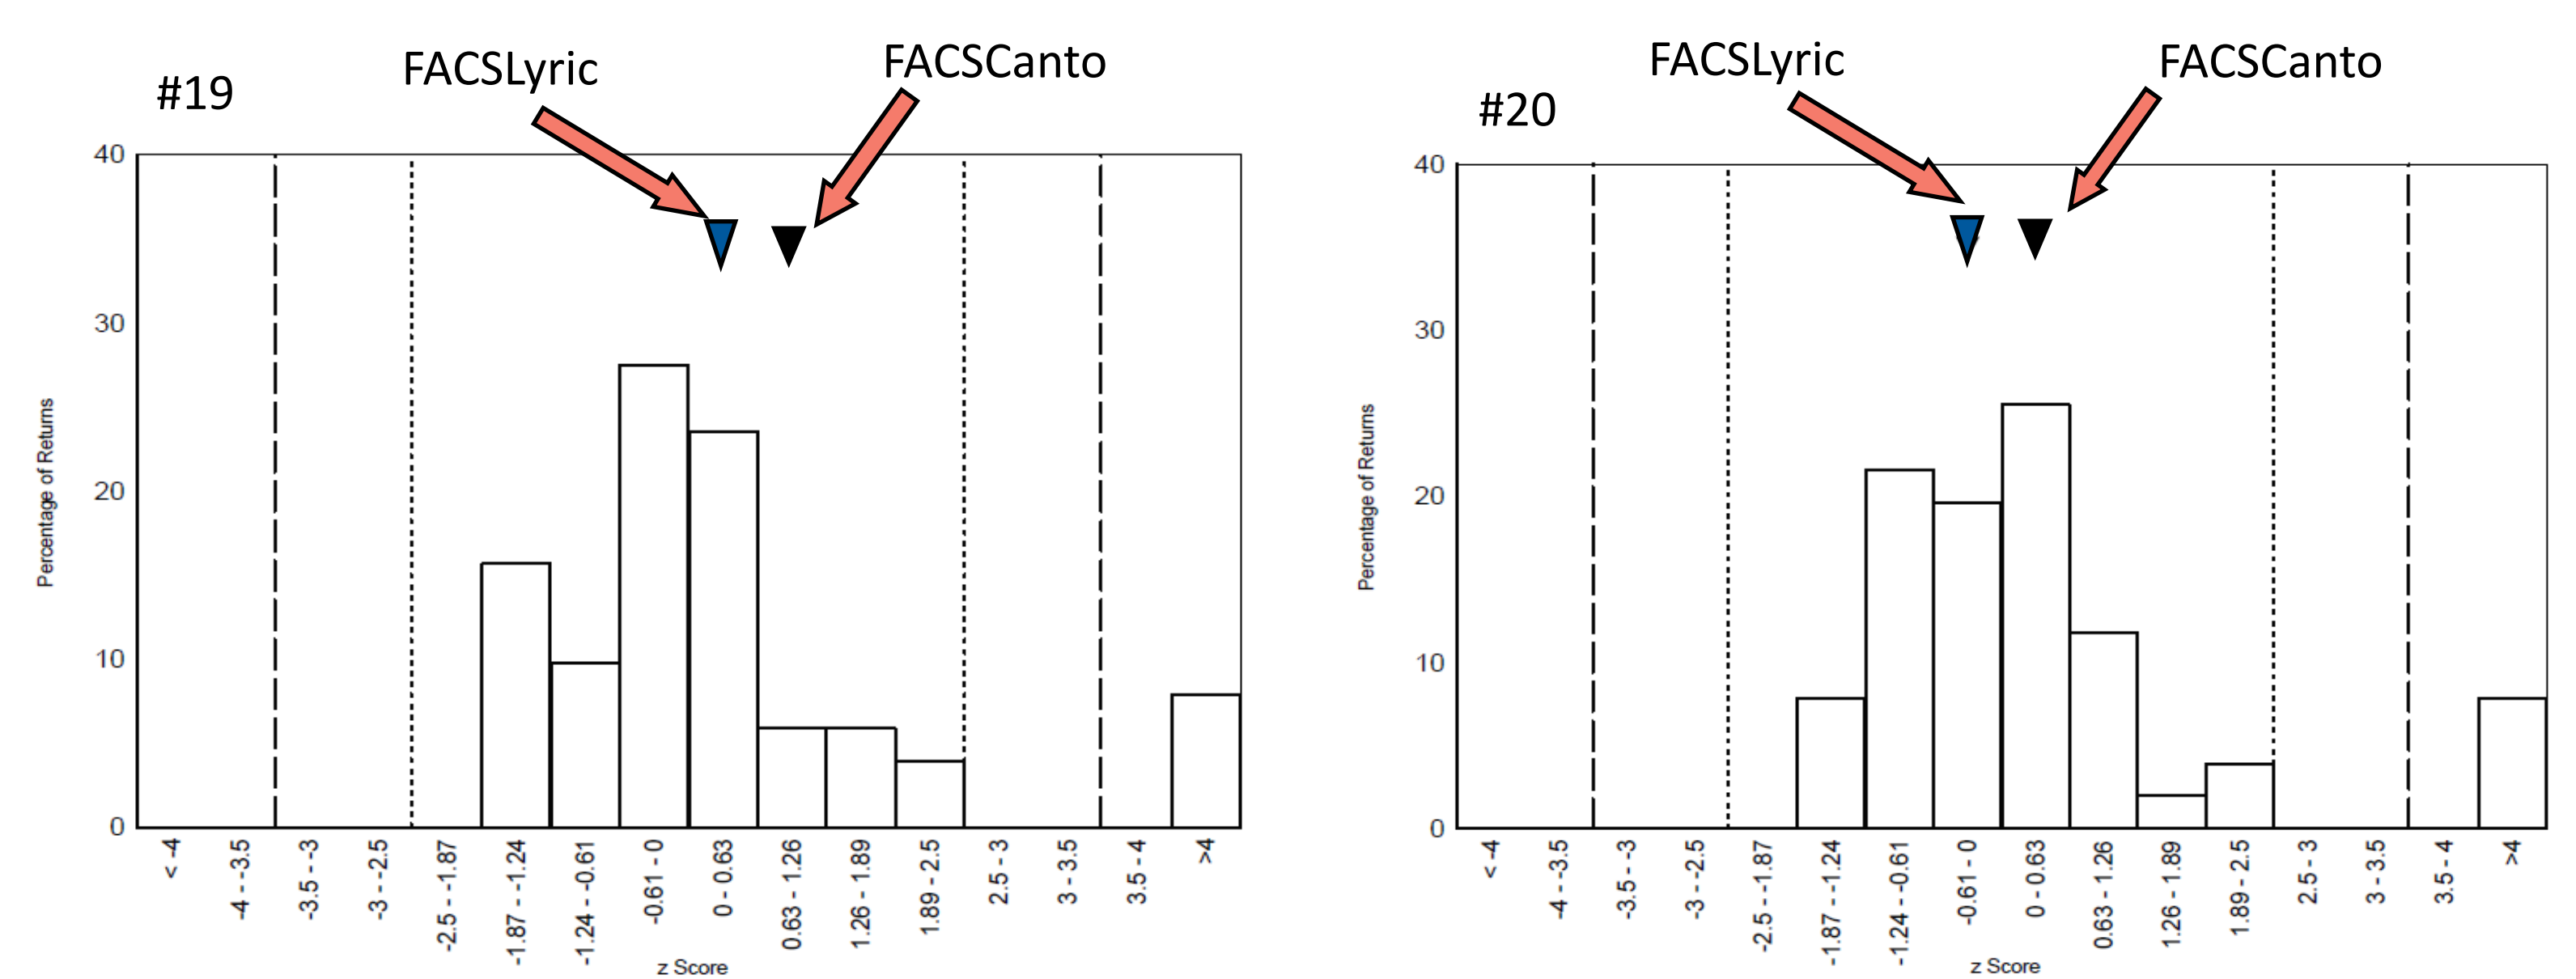 #19
FACSLyric
FACSCanto
40
30
20
10
0
Percentage of Returns
< -4
-4 - -3.5
-3.5 - -3
-3 - -2.5
-2.5 - -1.87
-1.87 - -1.24
-1.24 - -0.61
-0.61 - 0
0 - 0.63
0.63 - 1.26
1.26 - 1.89
1.89 - 2.5
2.5 - 3
3 - 3.5
3.5 - 4
>4
z Score
#20
FACSLyric
FACSCanto
40
30
20
10
0
Percentage of Returns
< -4
-4 - -3.5
-3.5 - -3
-3 - -2.5
-2.5 - -1.87
-1.87 - -1.24
-1.24 - -0.61
-0.61 - 0
0 - 0.63
0.63 - 1.26
1.26 - 1.89
1.89 - 2.5
2.5 - 3
3 - 3.5
3.5 - 4
>4
z Score